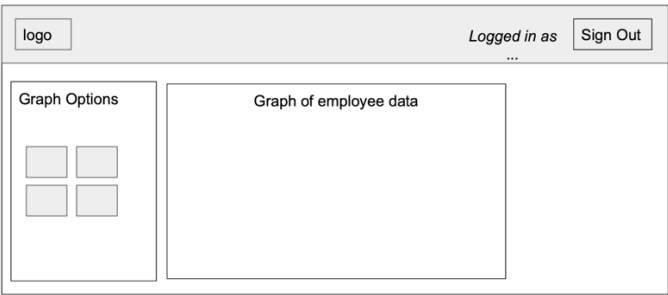 logo
Logged in as
...
Sign Out
Graph Options
Graph of employee data